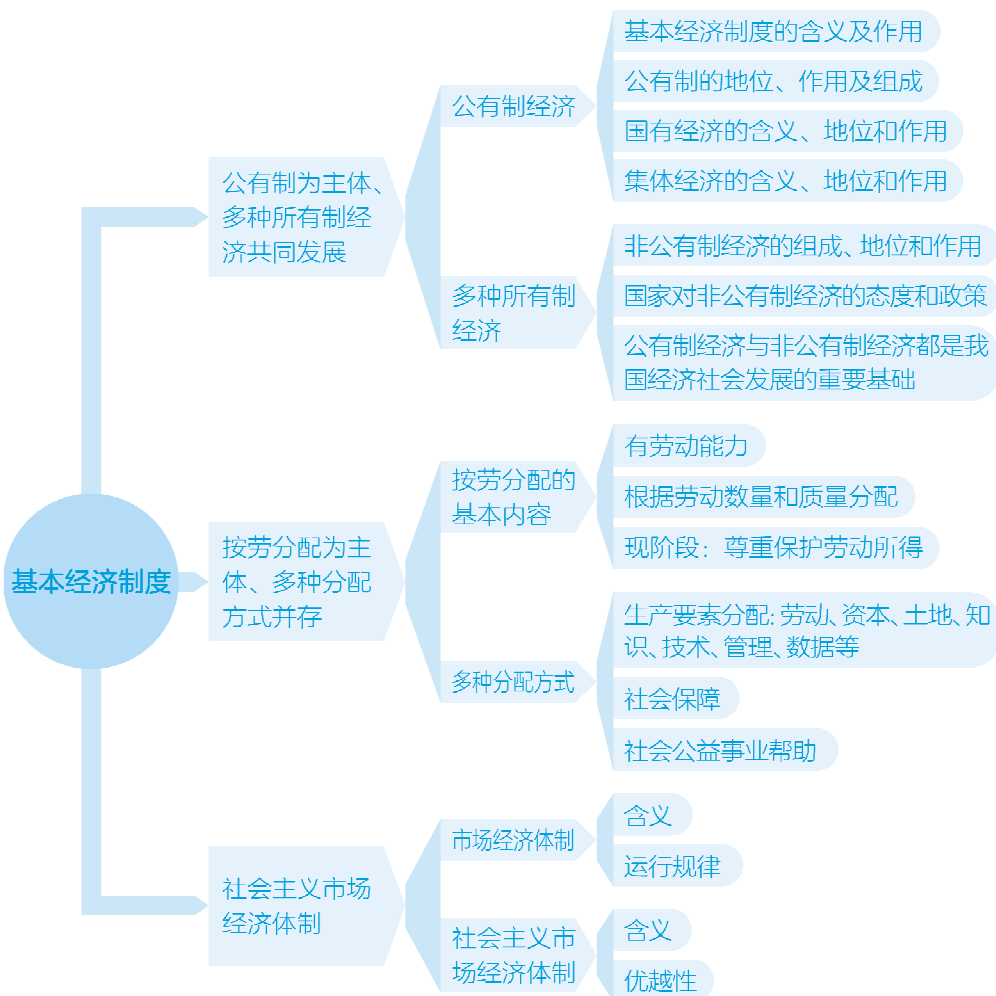 基本经济制度
公有制为主体、
多种所有制经
济共同发展
公有制经济
基本经济制度的含义及作用
公有制的地位、作用及组成
国有经济的含义、地位和作用
集体经济的含义、地位和作用
多种所有制
经济
非公有制经济的组成、地位和作用
国家对非公有制经济的态度和政策
公有制经济与非公有制经济都是我
国经济社会发展的重要基础
按劳分配为主
体、多种分配
方式并存
按劳分配的
基本内容
有劳动能力
根据劳动数量和质量分配
现阶段：尊重保护劳动所得
多种分配方式
生产要素分配：劳动、资本、土地、知
识、技术、管理、数据等
社会保障
社会公益事业帮助
社会主义市场
经济体制
市场经济体制
含义
运行规律
社会主义市
场经济体制
含义
优越性